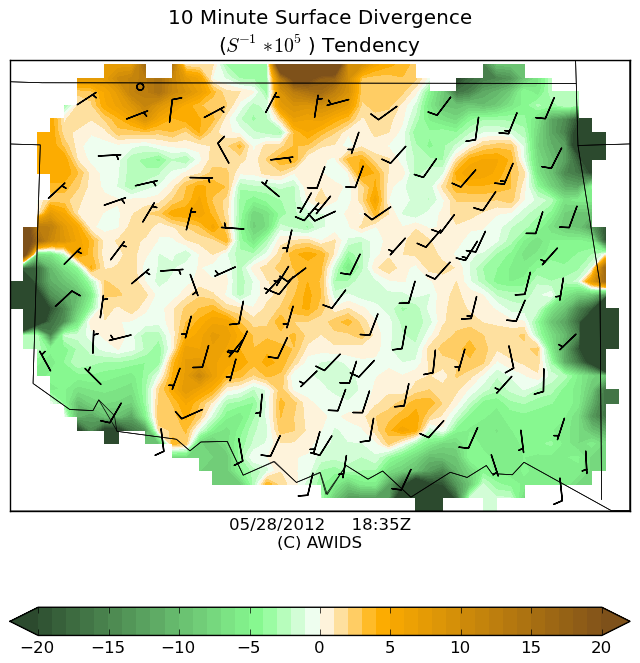 10 Minute Surface Divergence
(S⁻¹ * 10⁵ ) Tendency
05/28/2012 18:35Z
(C) AWIDS
−20 −15 −10 −5 0 5 10 15 20